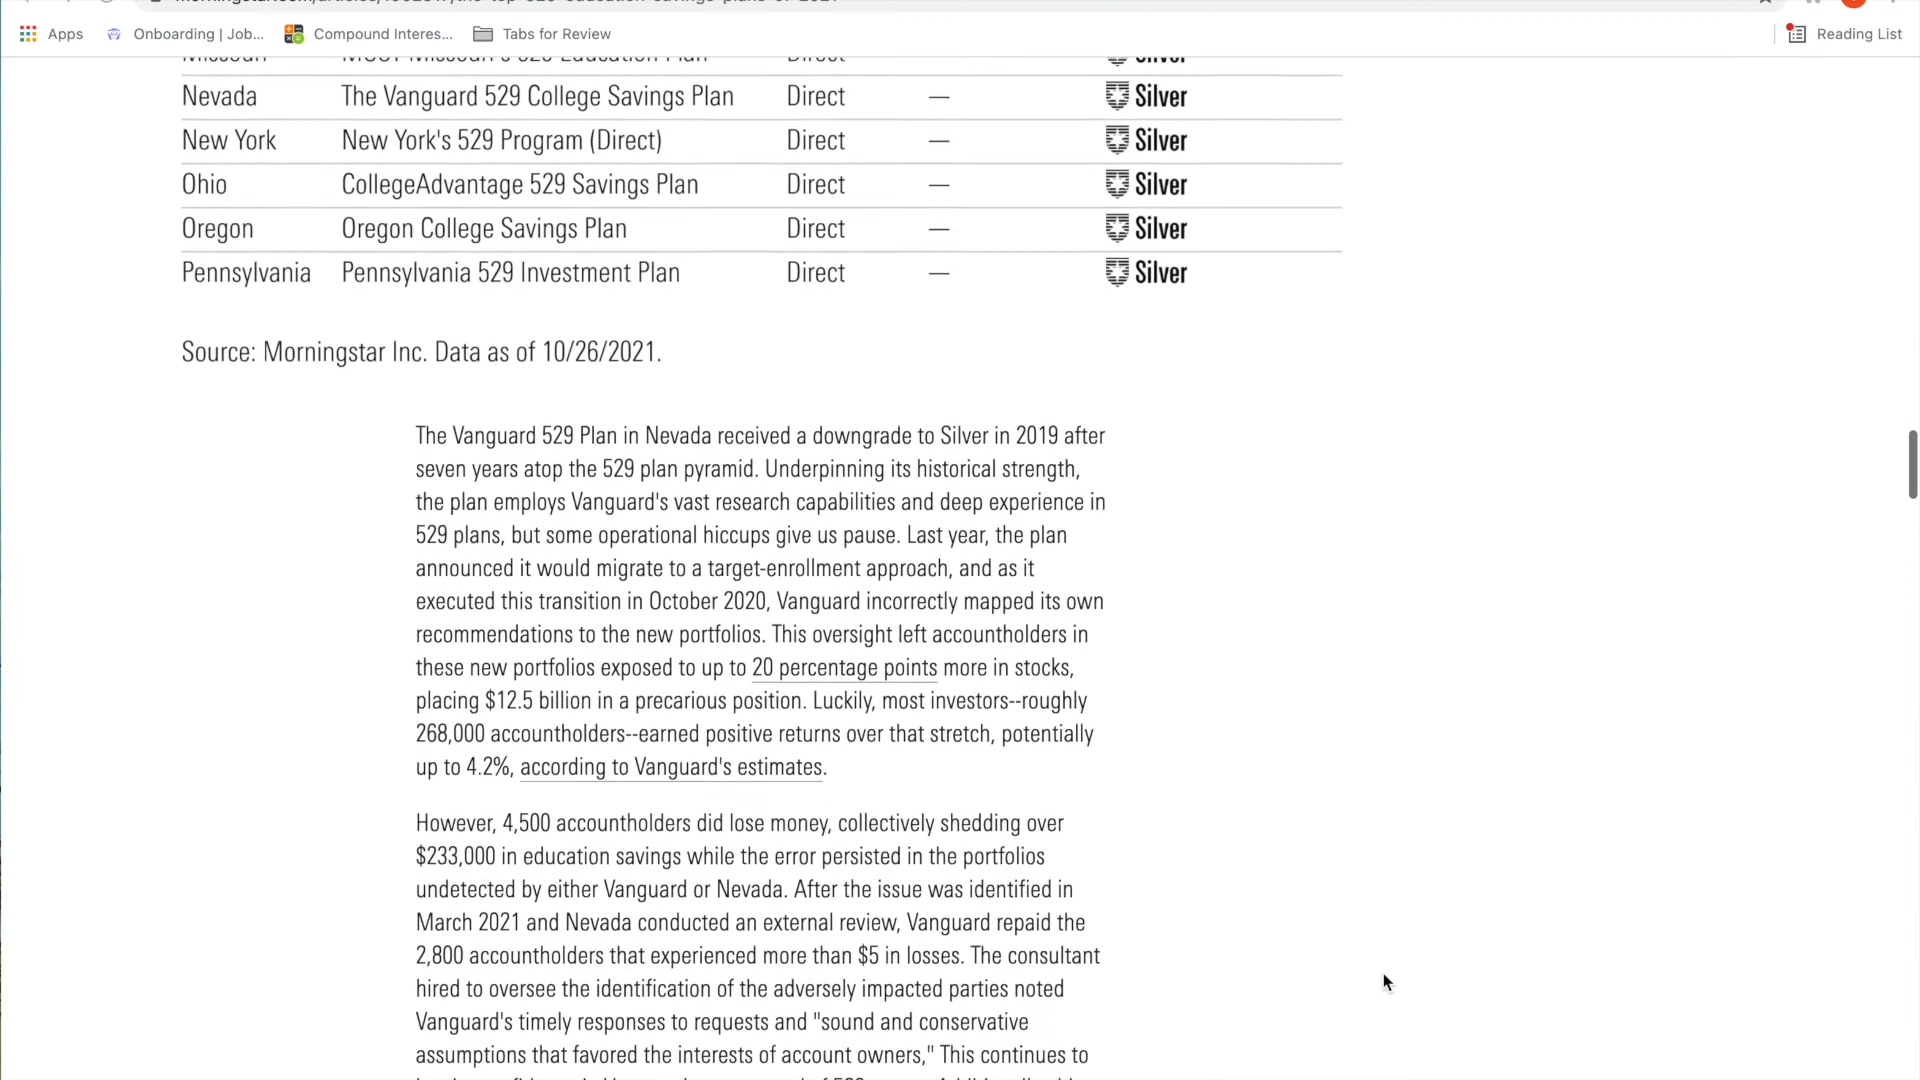 Apps Onboarding | Job... Compound Interes... Tabs for Review Reading List
Nevada The Vanguard 529 College Savings Plan Direct — Silver
New York New York's 529 Program (Direct) Direct — Silver
Ohio CollegeAdvantage 529 Savings Plan Direct — Silver
Oregon Oregon College Savings Plan Direct — Silver
Pennsylvania Pennsylvania 529 Investment Plan Direct — Silver
Source: Morningstar Inc. Data as of 10/26/2021.
The Vanguard 529 Plan in Nevada received a downgrade to Silver in 2019 after
seven years atop the 529 plan pyramid. Underpinning its historical strength,
the plan employs Vanguard's vast research capabilities and deep experience in
529 plans, but some operational hiccups give us pause. Last year, the plan
announced it would migrate to a target-enrollment approach, and as it
executed this transition in October 2020, Vanguard incorrectly mapped its own
recommendations to the new portfolios. This oversight left accountholders in
these new portfolios exposed to up to 20 percentage points more in stocks,
placing $12.5 billion in a precarious position. Luckily, most investors--roughly
268,000 accountholders--earned positive returns over that stretch, potentially
up to 4.2%, according to Vanguard's estimates.
However, 4,500 accountholders did lose money, collectively shedding over
$233,000 in education savings while the error persisted in the portfolios
undetected by either Vanguard or Nevada. After the issue was identified in
March 2021 and Nevada conducted an external review, Vanguard repaid the
2,800 accountholders that experienced more than $5 in losses. The consultant
hired to oversee the identification of the adversely impacted parties noted
Vanguard's timely responses to requests and "sound and conservative
assumptions that favored the interests of account owners," This continues to